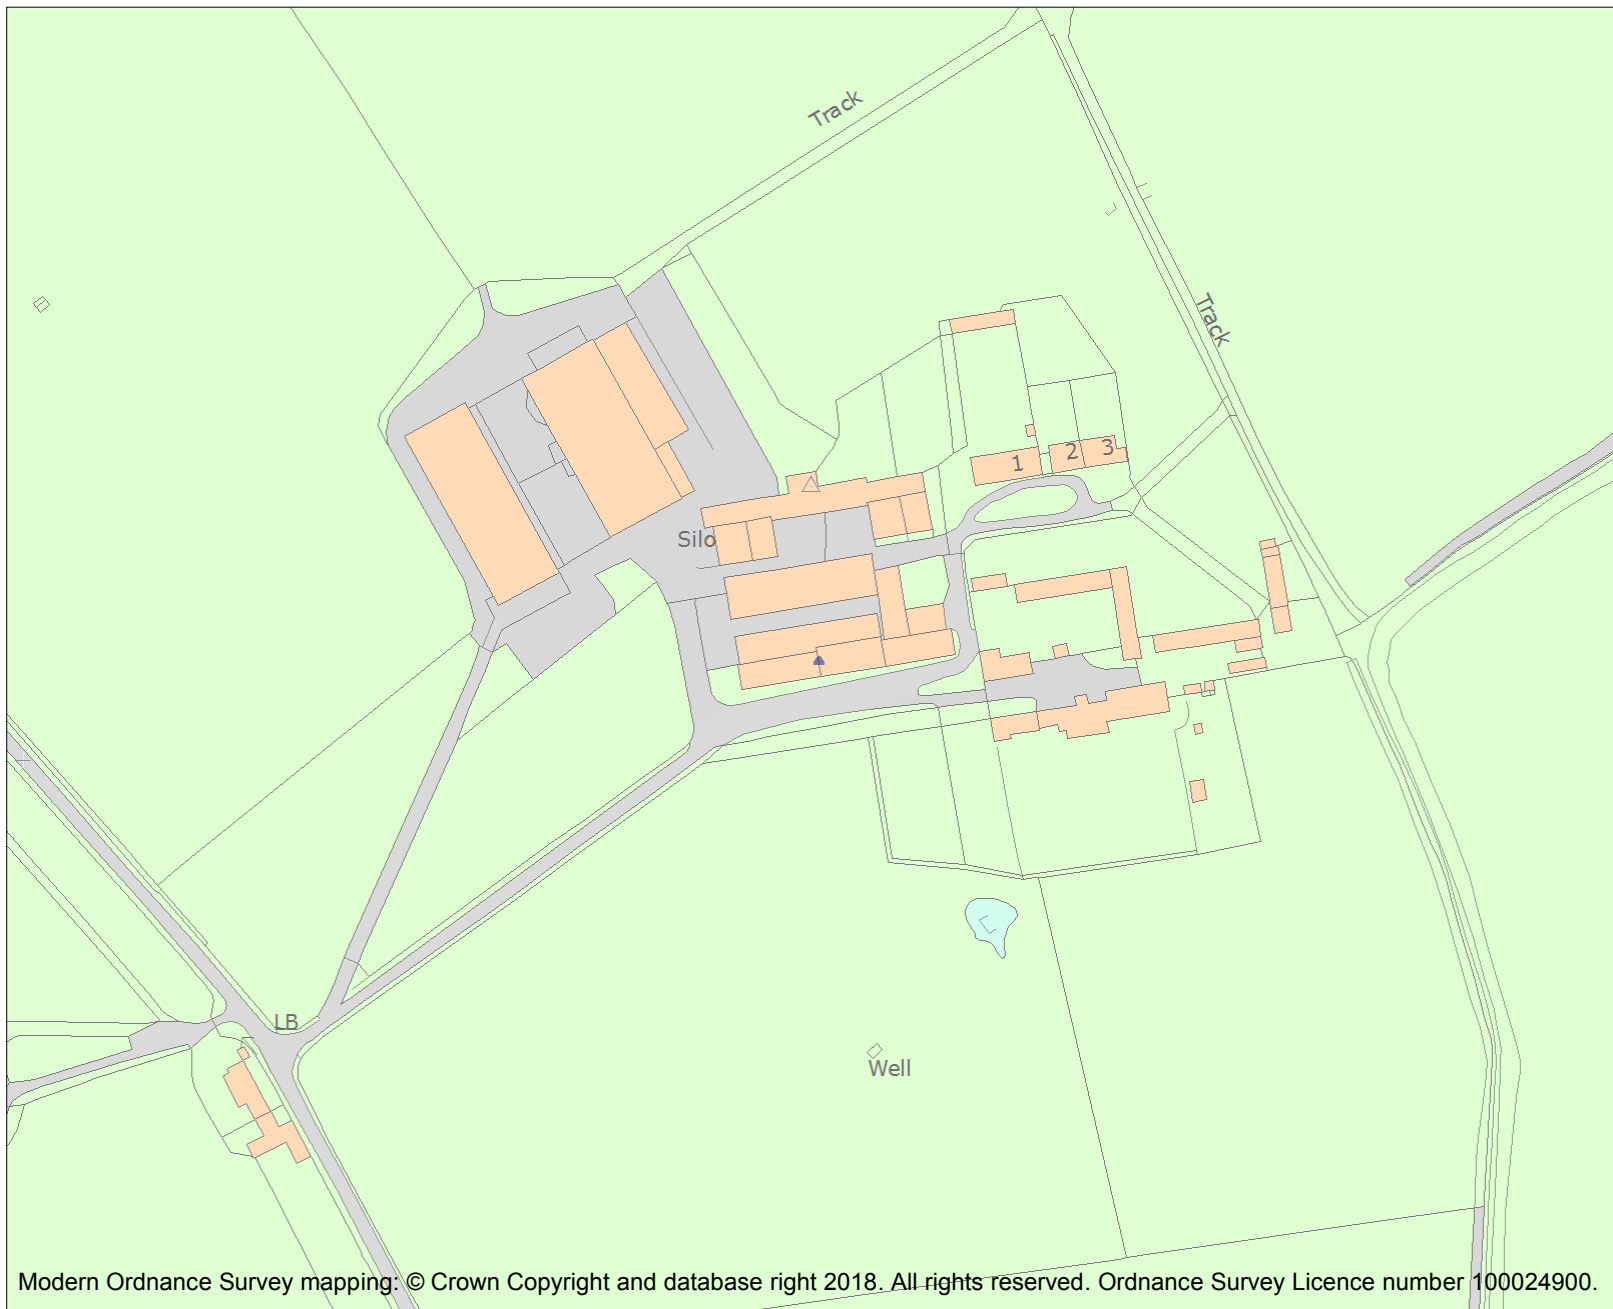 Track
Track
1 2 3
Silo
LB
Well
Modern Ordnance Survey mapping: © Crown Copyright and database right 2018. All rights reserved. Ordnance Survey Licence number 100024900.